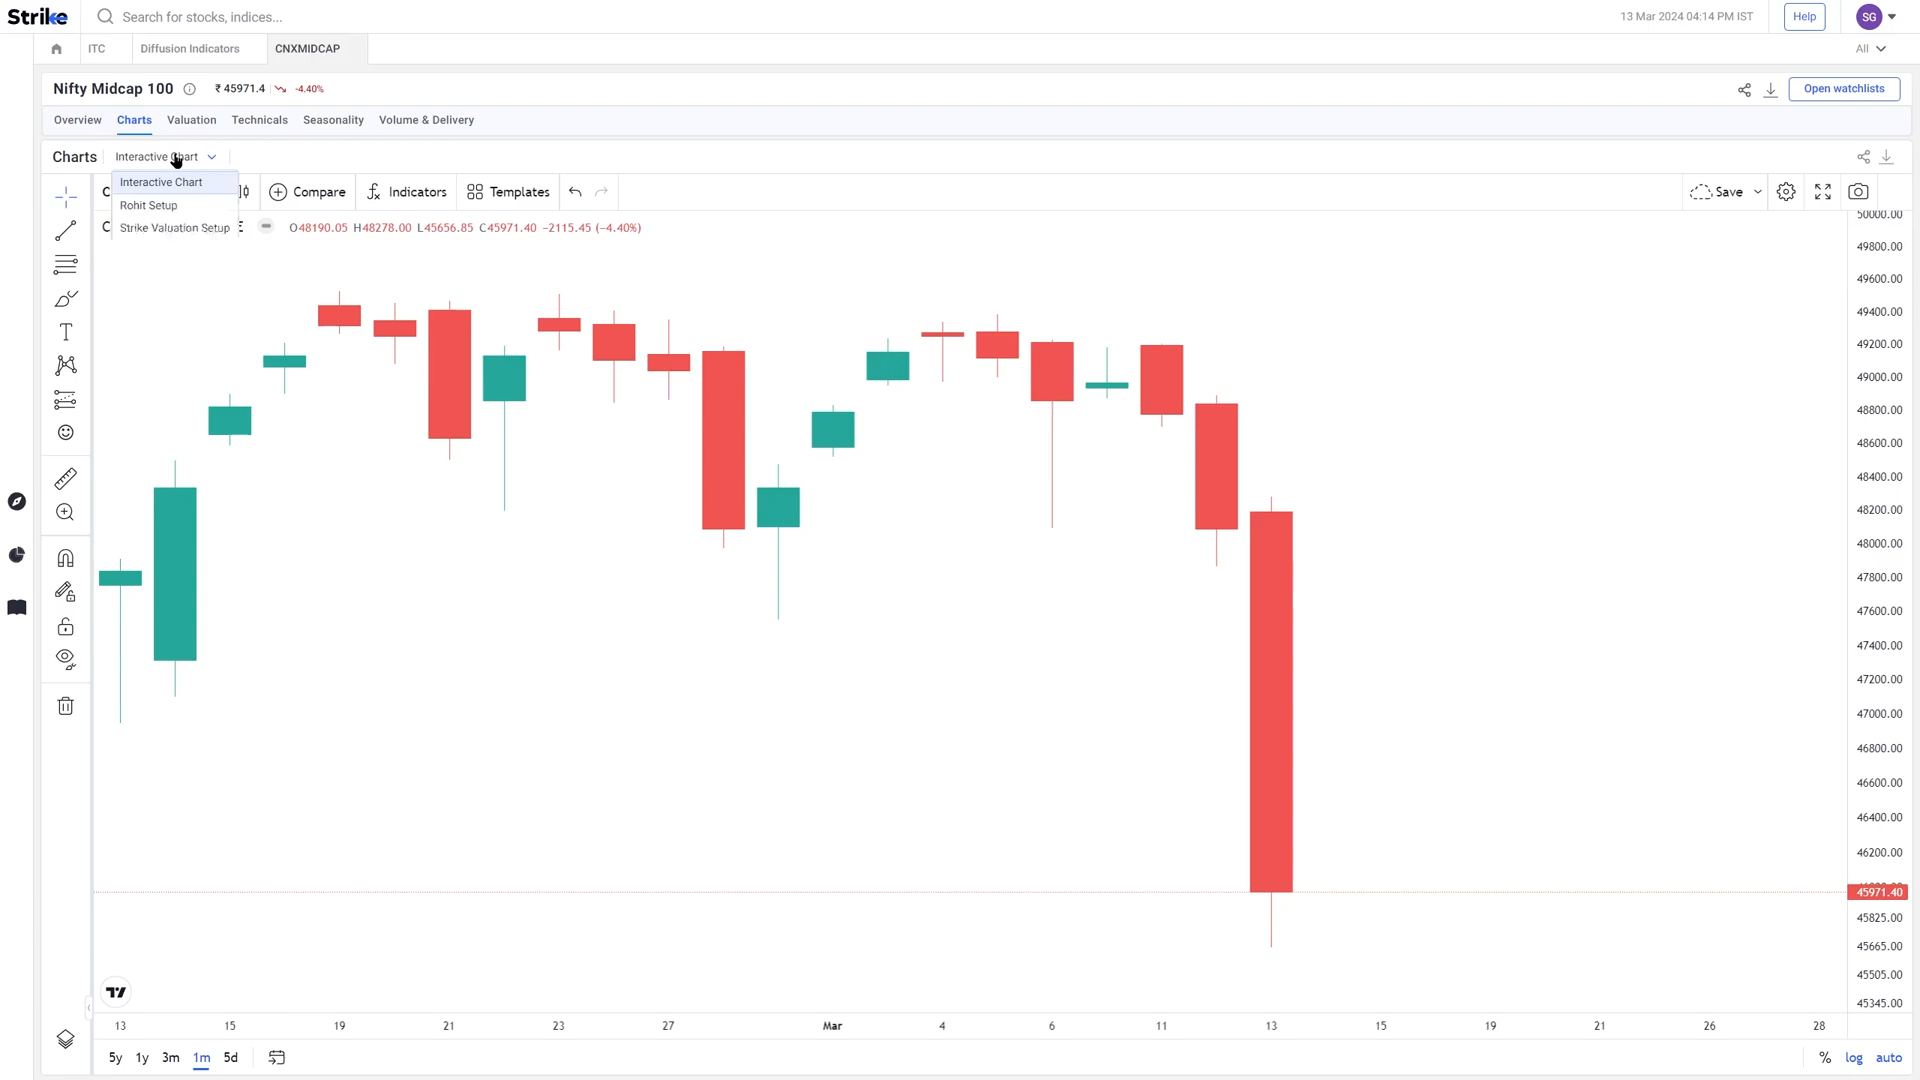 Strike
Search for stocks, indices...
13 Mar 2024 04:14 PM IST
Help
SG
ITC
Diffusion Indicators
CNXMIDCAP
All
Nifty Midcap 100
₹ 45971.4
-4.40%
Open watchlists
Overview
Charts
Valuation
Technicals
Seasonality
Volume & Delivery
Charts
Interactive Chart
Interactive Chart
Rohit Setup
Strike Valuation Setup
C
Compare
Indicators
Templates
Save
C
E
O48190.05 H48278.00 L45656.85 C45971.40 −2115.45 (−4.40%)
50000.00
49800.00
49600.00
49400.00
49200.00
49000.00
48800.00
48600.00
48400.00
48200.00
48000.00
47800.00
47600.00
47400.00
47200.00
47000.00
46800.00
46600.00
46400.00
46200.00
45971.40
45825.00
45665.00
45505.00
45345.00
13 15 19 21 23 27 Mar 4 6 11 13 15 19 21 26 28
5y 1y 3m 1m 5d
% log auto